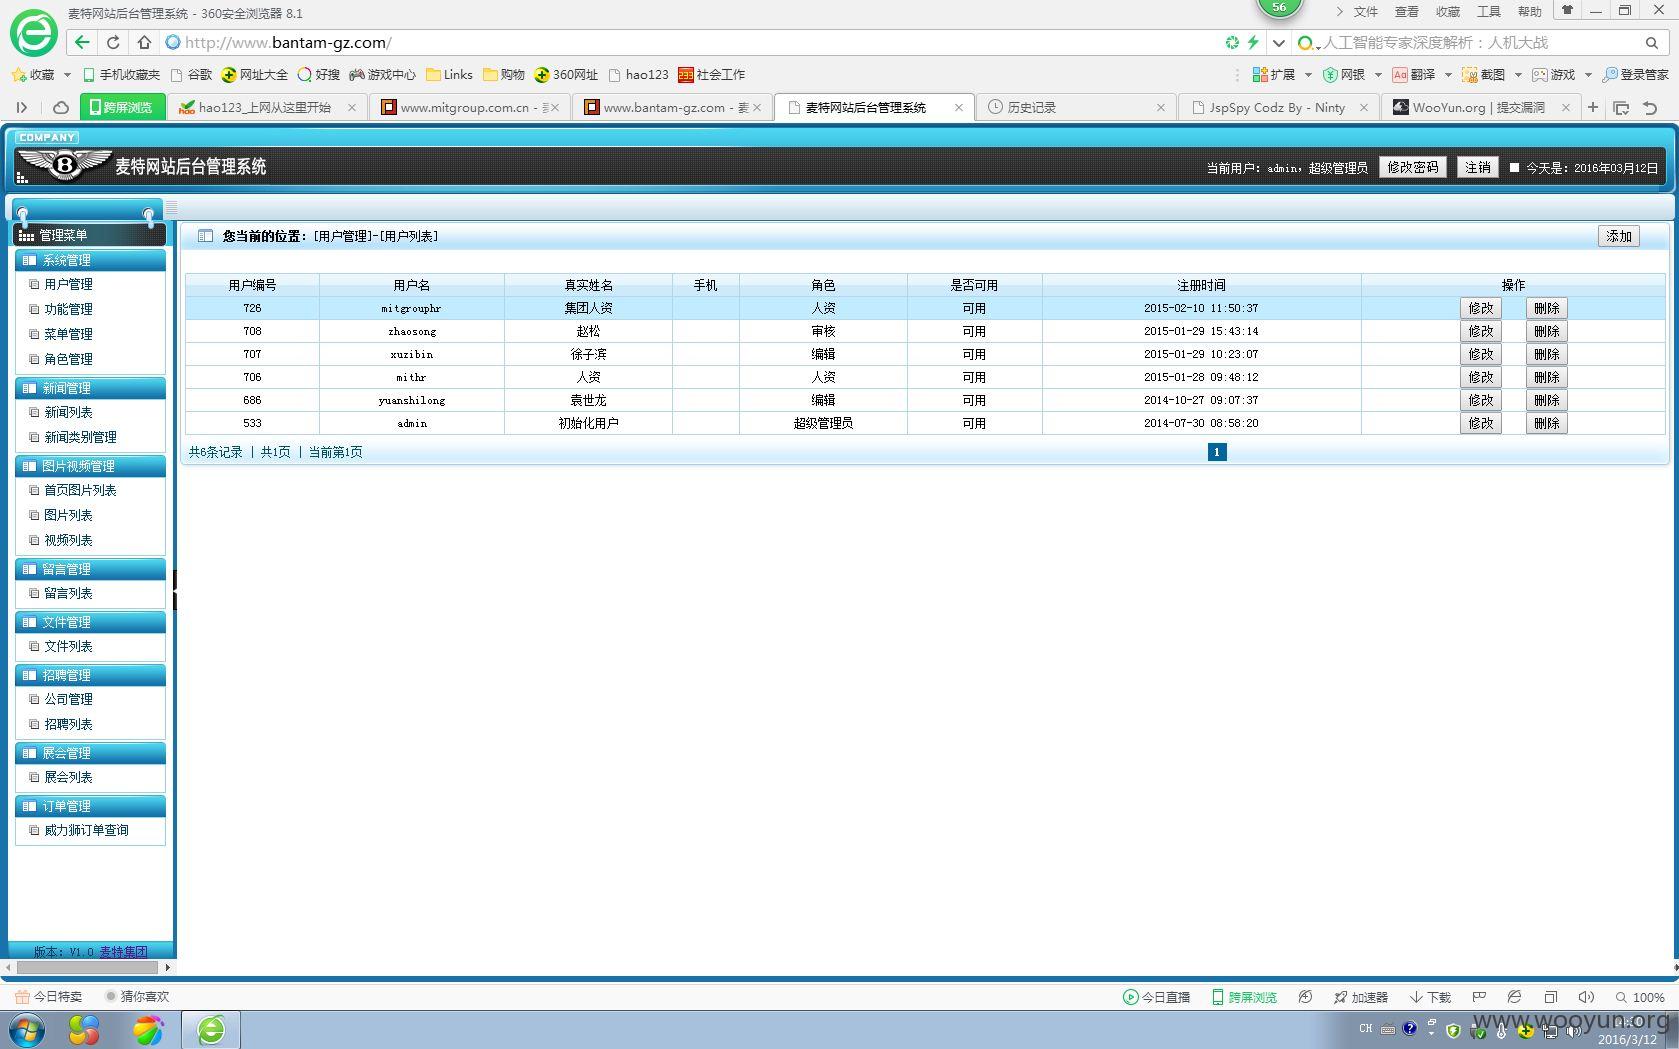 麦特网站后台管理系统 - 360安全浏览器 8.1
56
文件 查看 收藏 工具 帮助
http://www.bantam-gz.com/
人工智能专家深度解析：人机大战
收藏 手机收藏夹 谷歌 网址大全 好搜 游戏中心 Links 购物 360网址 hao123 社会工作
扩展 网银 翻译 截图 游戏 登录管家
跨屏浏览 hao123_上网从这里开始 www.mitgroup.com.cn - www.bantam-gz.com - 麦 麦特网站后台管理系统 历史记录 JspSpy Codz By - Ninty WooYun.org | 提交漏洞
COMPANY
B 麦特网站后台管理系统
当前用户：admin，超级管理员 修改密码 注销 今天是：2016年03月12日
管理菜单
系统管理
用户管理
功能管理
菜单管理
角色管理
新闻管理
新闻列表
新闻类别管理
图片视频管理
首页图片列表
图片列表
视频列表
留言管理
留言列表
文件管理
文件列表
招聘管理
公司管理
招聘列表
展会管理
展会列表
订单管理
威力狮订单查询
版本：V1.0 麦特集团
您当前的位置：[用户管理]-[用户列表] 添加
用户编号 用户名 真实姓名 手机 角色 是否可用 注册时间 操作
726 mitgrouphr 集团人资 人资 可用 2015-02-10 11:50:37 修改 删除
708 zhaosong 赵松 审核 可用 2015-01-29 15:43:14 修改 删除
707 xuzibin 徐子滨 编辑 可用 2015-01-29 10:23:07 修改 删除
706 mithr 人资 人资 可用 2015-01-28 09:48:12 修改 删除
686 yuanshilong 袁世龙 编辑 可用 2014-10-27 09:07:37 修改 删除
533 admin 初始化用户 超级管理员 可用 2014-07-30 08:58:20 修改 删除
共6条记录 | 共1页 | 当前第1页 1
今日特卖 猜你喜欢
今日直播 跨屏浏览 加速器 下载 100%
CH
www.wooyun.org
2016/3/12